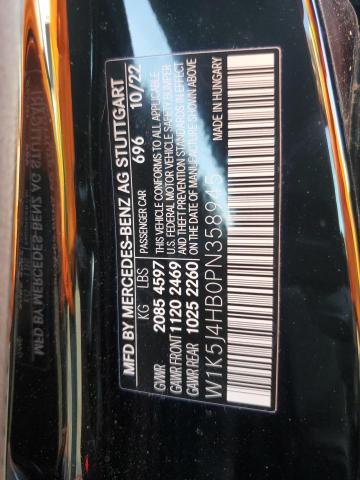 MFD BY MERCEDES-BENZ AG STUTTGART
696 10/22
KG LBS PASSENGER CAR
GVWR 2085 4597 THIS VEHICLE CONFORMS TO ALL APPLICABLE
GAWR FRONT 1120 2469 U.S. FEDERAL MOTOR VEHICLE SAFETY, BUMPER
GAWR REAR 1025 2260 AND THEFT PREVENTION STANDARDS IN EFFECT
ON THE DATE OF MANUFACTURE SHOWN ABOVE
MADE IN HUNGARY
W1K5J4HB0PN358945